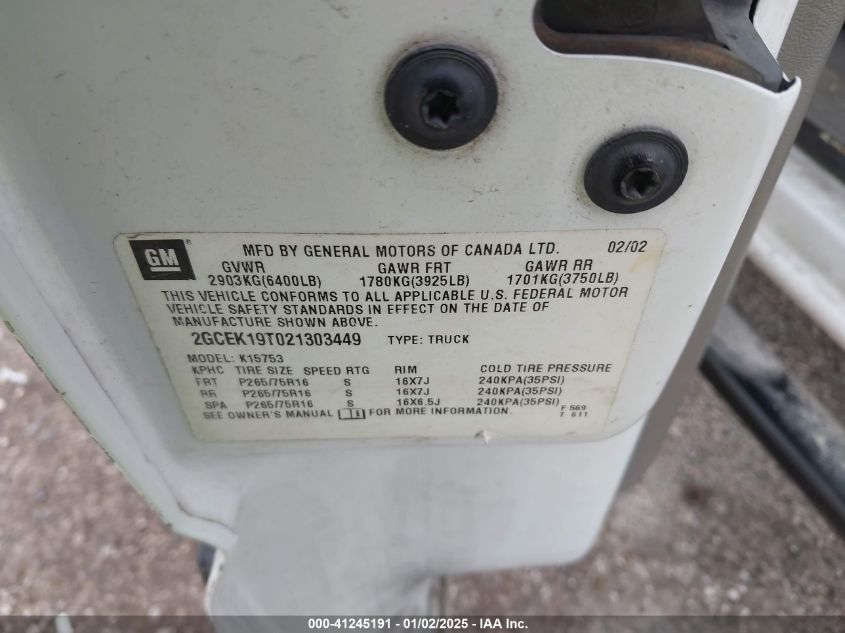 GM ® MFD BY GENERAL MOTORS OF CANADA LTD. 02/02
GVWR GAWR FRT GAWR RR
2903KG(6400LB) 1780KG(3925LB) 1701KG(3750LB)
THIS VEHICLE CONFORMS TO ALL APPLICABLE U.S. FEDERAL MOTOR
VEHICLE SAFETY STANDARDS IN EFFECT ON THE DATE OF
MANUFACTURE SHOWN ABOVE.
2GCEK19T021303449 TYPE: TRUCK
MODEL: K15753
KPHC TIRE SIZE SPEED RTG RIM COLD TIRE PRESSURE
FRT P265/75R16 S 16X7J 240KPA(35PSI)
RR P265/75R16 S 16X7J 240KPA(35PSI)
SPA P265/75R16 S 16X6.5J 240KPA(35PSI)
SEE OWNER'S MANUAL FOR MORE INFORMATION.
F 569
T 611
000-41245191 - 01/02/2025 - IAA Inc.